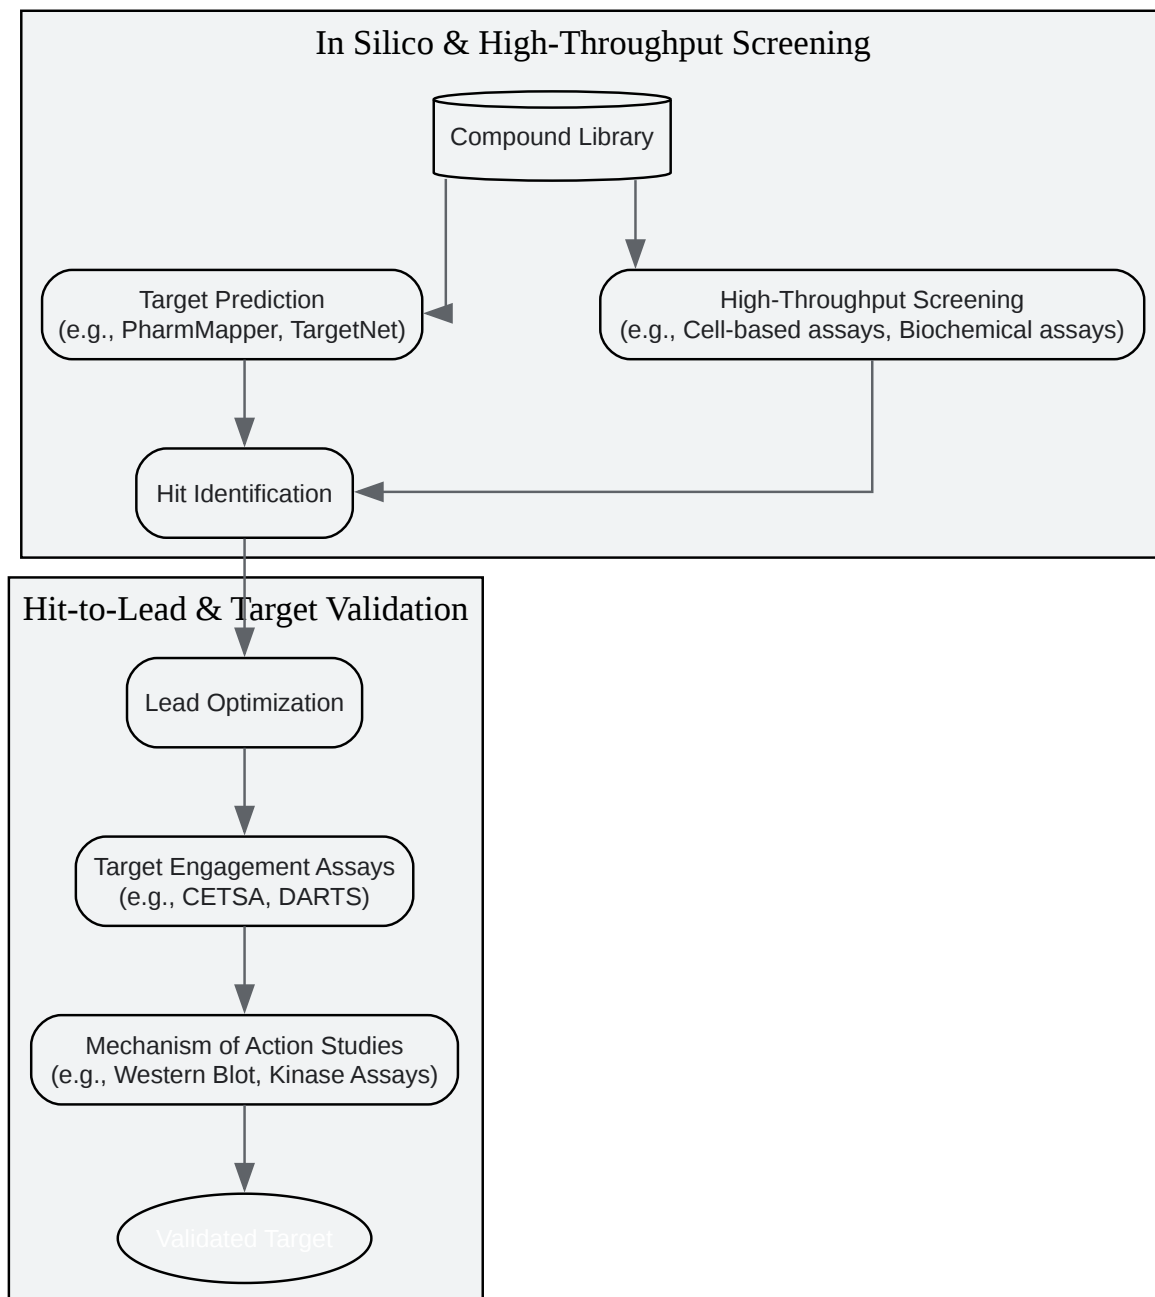 In Silico & High-Throughput Screening
Compound Library
Target Prediction
(e.g., PharmMapper, TargetNet)
High-Throughput Screening
(e.g., Cell-based assays, Biochemical assays)
Hit Identification
Hit-to-Lead & Target Validation
Lead Optimization
Target Engagement Assays
(e.g., CETSA, DARTS)
Mechanism of Action Studies
(e.g., Western Blot, Kinase Assays)
Validated Target